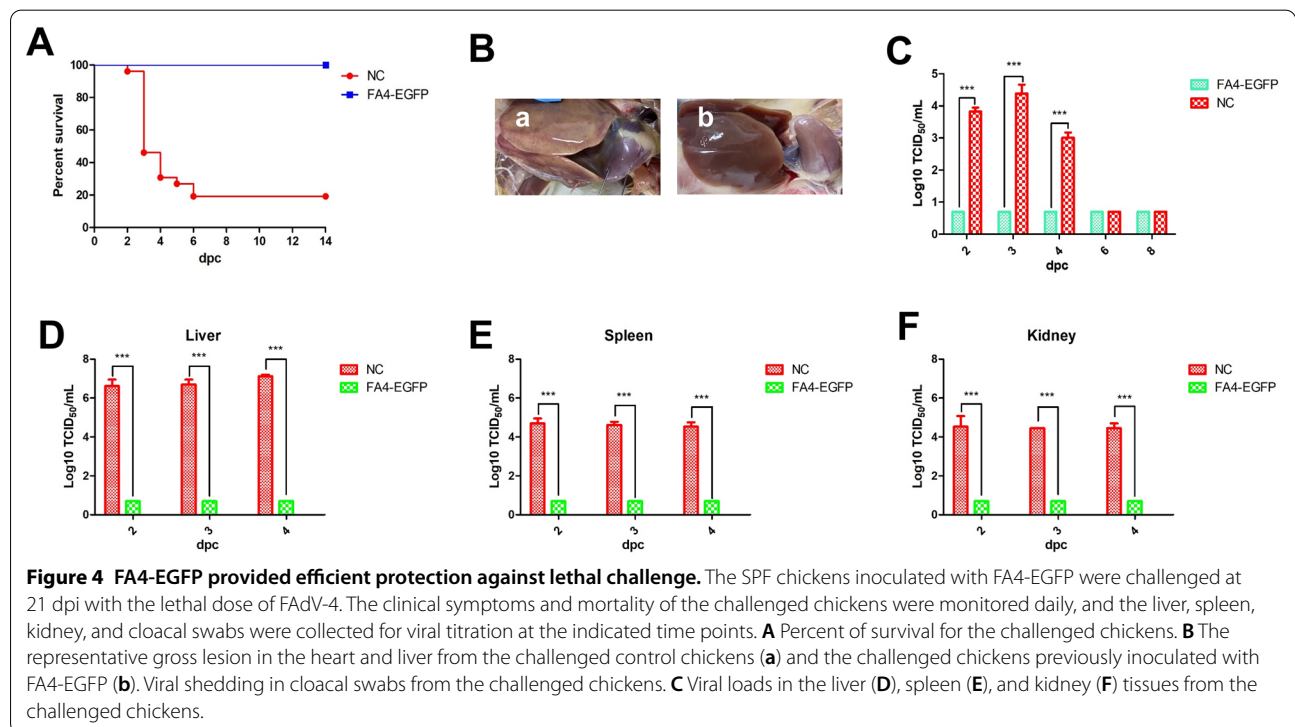 A
Percent survival
100
80
60
40
20
0
0 2 4 6 8 10 12 14
dpc
NC
FA4-EGFP
B
a
b
C
Log10 TCID50/mL
5
4
3
2
1
0
*** *** ***
2 3 4 6 8
dpc
FA4-EGFP
NC
D
Liver
Log10 TCID50/mL
8
6
4
2
0
*** *** ***
2 3 4
dpc
NC
FA4-EGFP
E
Spleen
Log10 TCID50/mL
8
6
4
2
0
*** *** ***
2 3 4
dpc
NC
FA4-EGFP
F
Kidney
Log10 TCID50/mL
8
6
4
2
0
*** *** ***
2 3 4
dpc
NC
FA4-EGFP
Figure 4 FA4-EGFP provided efficient protection against lethal challenge. The SPF chickens inoculated with FA4-EGFP were challenged at
21 dpi with the lethal dose of FAdV-4. The clinical symptoms and mortality of the challenged chickens were monitored daily, and the liver, spleen,
kidney, and cloacal swabs were collected for viral titration at the indicated time points. A Percent of survival for the challenged chickens. B The
representative gross lesion in the heart and liver from the challenged control chickens (a) and the challenged chickens previously inoculated with
FA4-EGFP (b). Viral shedding in cloacal swabs from the challenged chickens. C Viral loads in the liver (D), spleen (E), and kidney (F) tissues from the
challenged chickens.